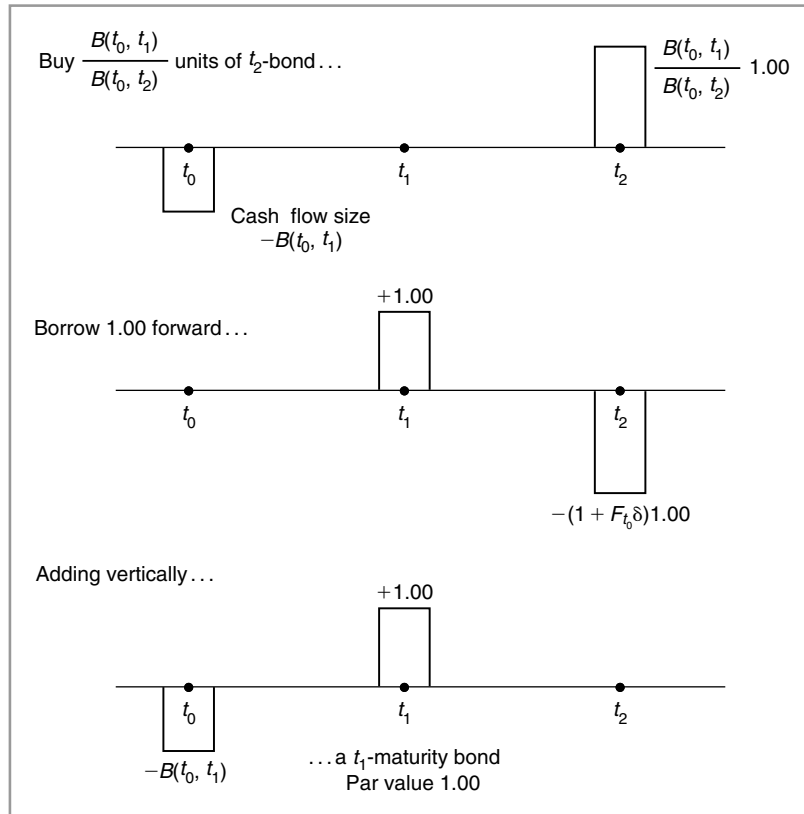 Buy B(t₀, t₁) / B(t₀, t₂) units of t₂-bond . . .
B(t₀, t₁) / B(t₀, t₂) 1.00
t₀ t₁ t₂
Cash flow size
−B(t₀, t₁)
+1.00
Borrow 1.00 forward . . .
t₀ t₁ t₂
−(1 + Fₜ₀δ)1.00
Adding vertically . . .
+1.00
t₀ t₁ t₂
−B(t₀, t₁)
. . . a t₁-maturity bond
Par value 1.00